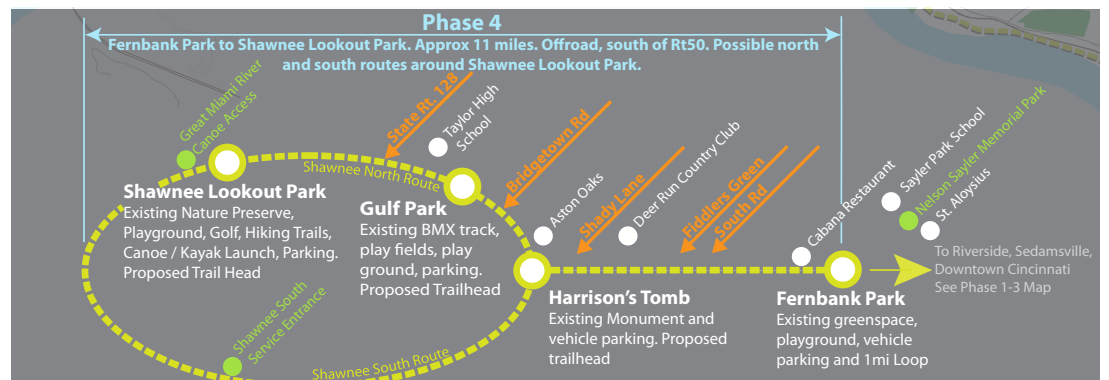 Phase 4
Fernbank Park to Shawnee Lookout Park. Approx 11 miles. Offroad, south of Rt50. Possible north
and south routes around Shawnee Lookout Park.
Great Miami River
Canoe Access
State Rt. 128
Taylor High
School
Bridgetown Rd
Shawnee North Route
Shawnee Lookout Park
Existing Nature Preserve,
Playground, Golf, Hiking Trails,
Canoe / Kayak Launch, Parking.
Proposed Trail Head
Gulf Park
Existing BMX track,
play fields, play
ground, parking.
Proposed Trailhead
Aston Oaks
Shady Lane
Deer Run Country Club
Fiddlers Green
South Rd
Cabana Restaurant
Sayler Park School
Nelson Sayler Memorial Park
St. Aloysius
To Riverside, Sedamsville,
Downtown Cincinnati
See Phase 1-3 Map
Harrison's Tomb
Existing Monument and
vehicle parking. Proposed
trailhead
Fernbank Park
Existing greenspace,
playground, vehicle
parking and 1mi Loop
Shawnee South
Service Entrance
Shawnee South Route